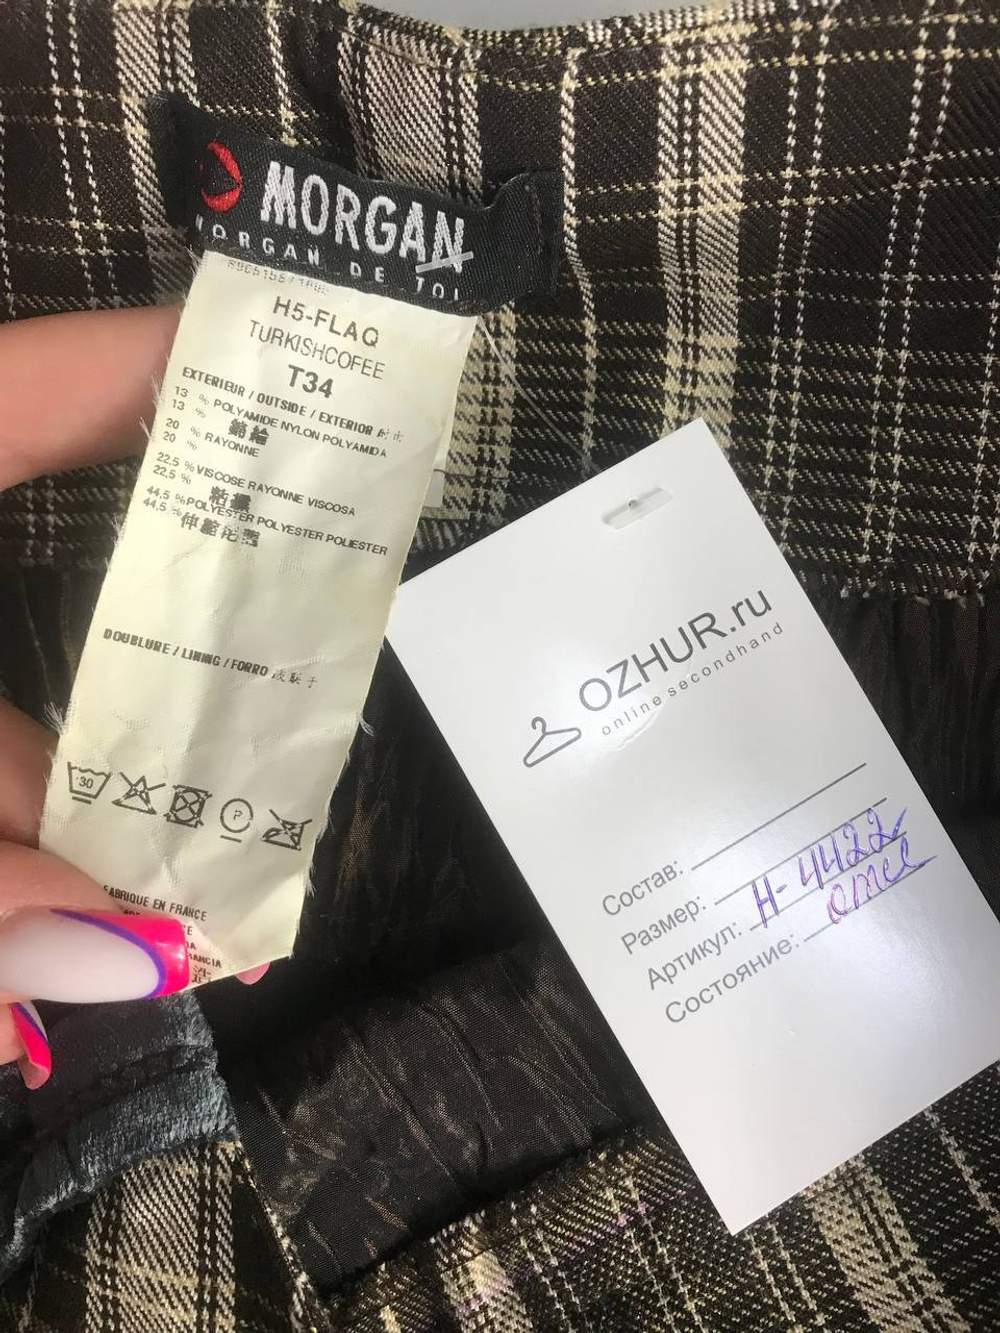 MORGAN
MORGAN DE TOI
H5-FLAQ
TURKISHCOFEE
T34
EXTERIEUR / OUTSIDE / EXTERIOR
13 % POLYAMIDE NYLON POLYAMIDA
13 %
20 % RAYONNE
20 %
22.5 % VISCOSE RAYONNE VISCOSA
22.5 %
44.5 % POLYESTER POLYESTER POLIESTER
44.5 %
DOUBLURE / LINING / FORRO
30
P
FABRIQUE EN FRANCE
OZHUR.ru
online secondhand
Состав:
Размер:
Артикул: Н-4422
Состояние: отл